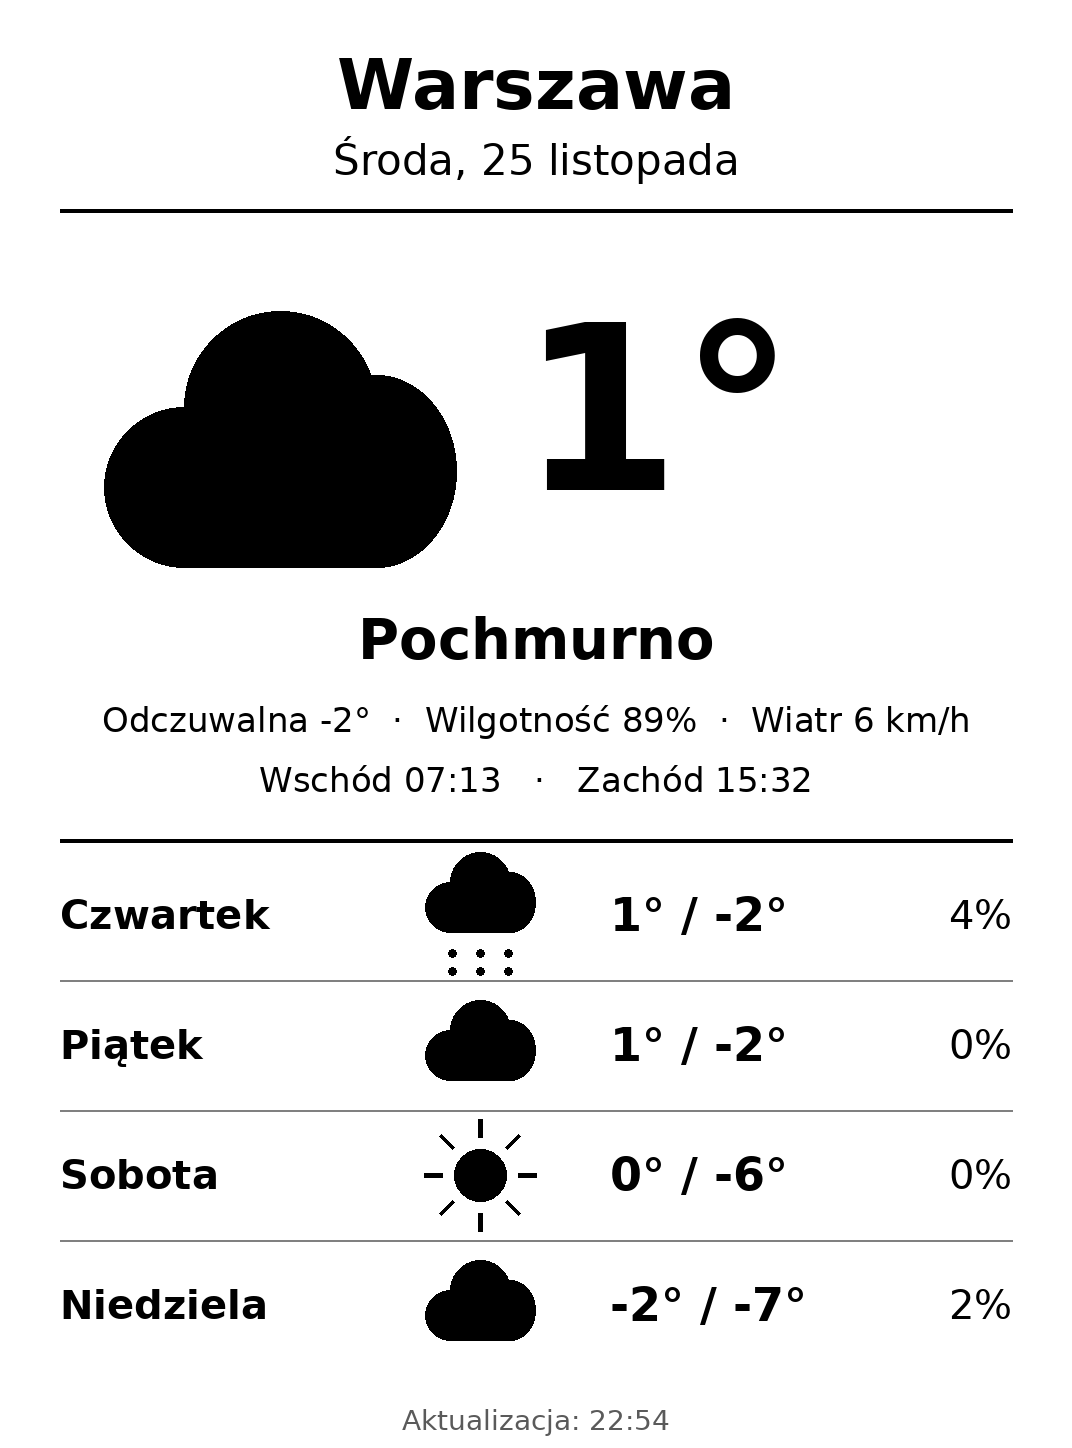 Warszawa
Środa, 25 listopada
1°
Pochmurno
Odczuwalna -2° · Wilgotność 89% · Wiatr 6 km/h
Wschód 07:13 · Zachód 15:32
Czwartek 1° / -2° 4%
Piątek 1° / -2° 0%
Sobota 0° / -6° 0%
Niedziela -2° / -7° 2%
Aktualizacja: 22:54